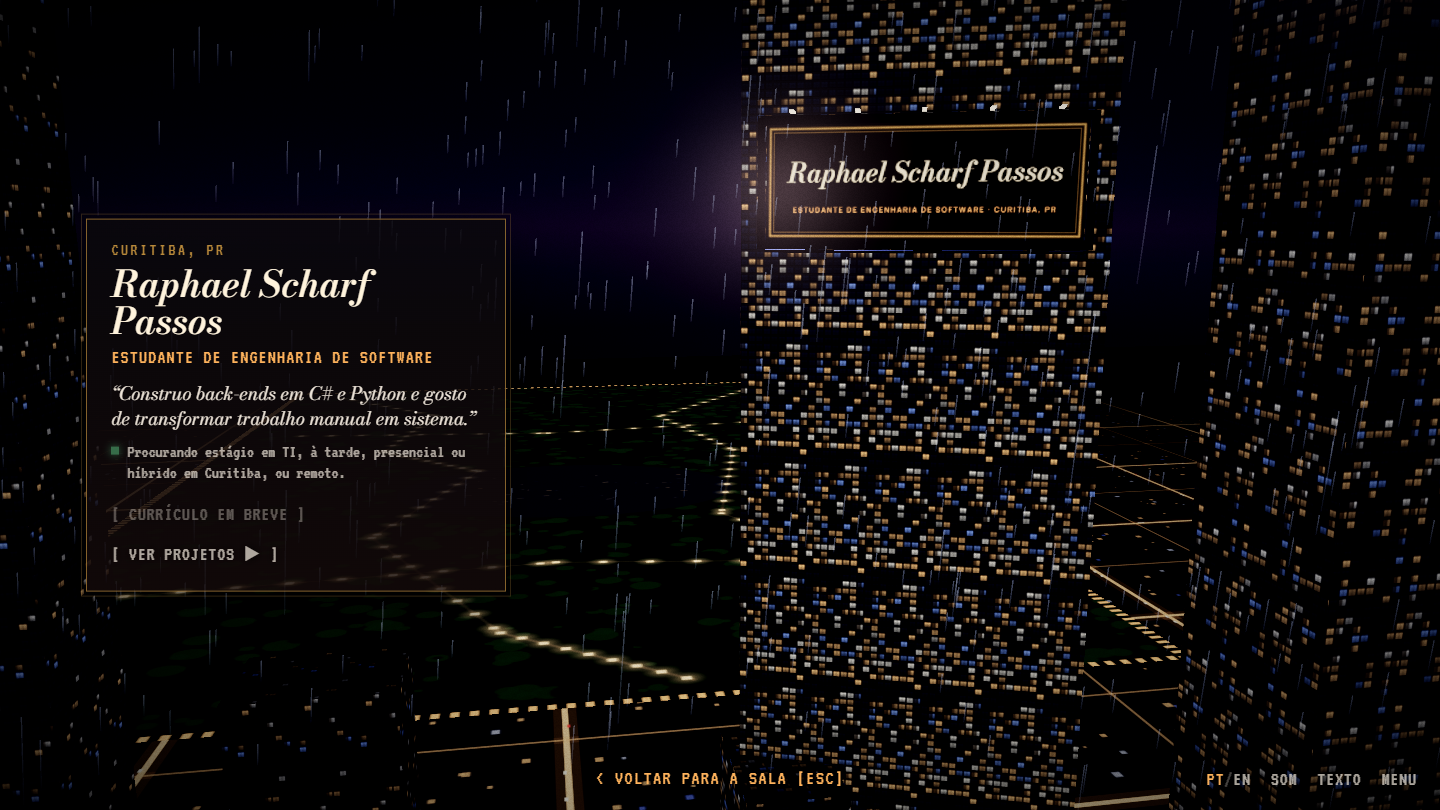 Raphael Scharf Passos
ESTUDANTE DE ENGENHARIA DE SOFTWARE · CURITIBA, PR
CURITIBA, PR
Raphael Scharf
Passos
ESTUDANTE DE ENGENHARIA DE SOFTWARE
“Construo back-ends em C# e Python e gosto
de transformar trabalho manual em sistema.”
Procurando estágio em TI, à tarde, presencial ou
híbrido em Curitiba, ou remoto.
[ CURRÍCULO EM BREVE ]
[ VER PROJETOS ▶ ]
< VOLTAR PARA A SALA [ESC]
PT/EN SOM TEXTO MENU